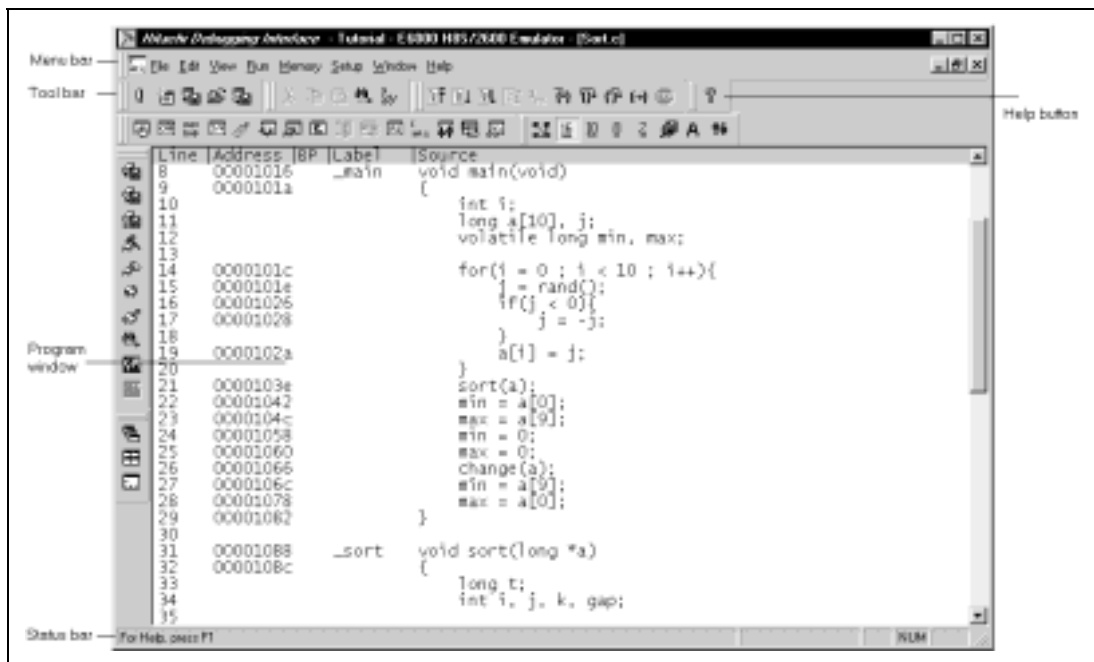 Hitachi Debugging Interface - Tutorial - E6000 H8S/2600 Emulator - [Sort.c]
Menu bar
File Edit View Run Memory Setup Window Help
Toolbar
Help button
Line Address BP Label Source
8 00001016 _main void main(void)
9 0000101a {
10 int i;
11 long a[10], j;
12 volatile long min, max;
13
14 0000101c for(i = 0 ; i < 10 ; i++){
15 0000101e j = rand();
16 00001026 if(j < 0){
17 00001028 j = -j;
18 }
19 0000102a a[i] = j;
Program
window
20 }
21 0000103e sort(a);
22 00001042 min = a[0];
23 0000104c max = a[9];
24 00001058 min = 0;
25 00001060 max = 0;
26 00001066 change(a);
27 0000106c min = a[9];
28 00001078 max = a[0];
29 00001082 }
30
31 00001088 _sort void sort(long *a)
32 0000108c {
33 long t;
34 int i, j, k, gap;
35
Status bar
For Help, press F1
NUM